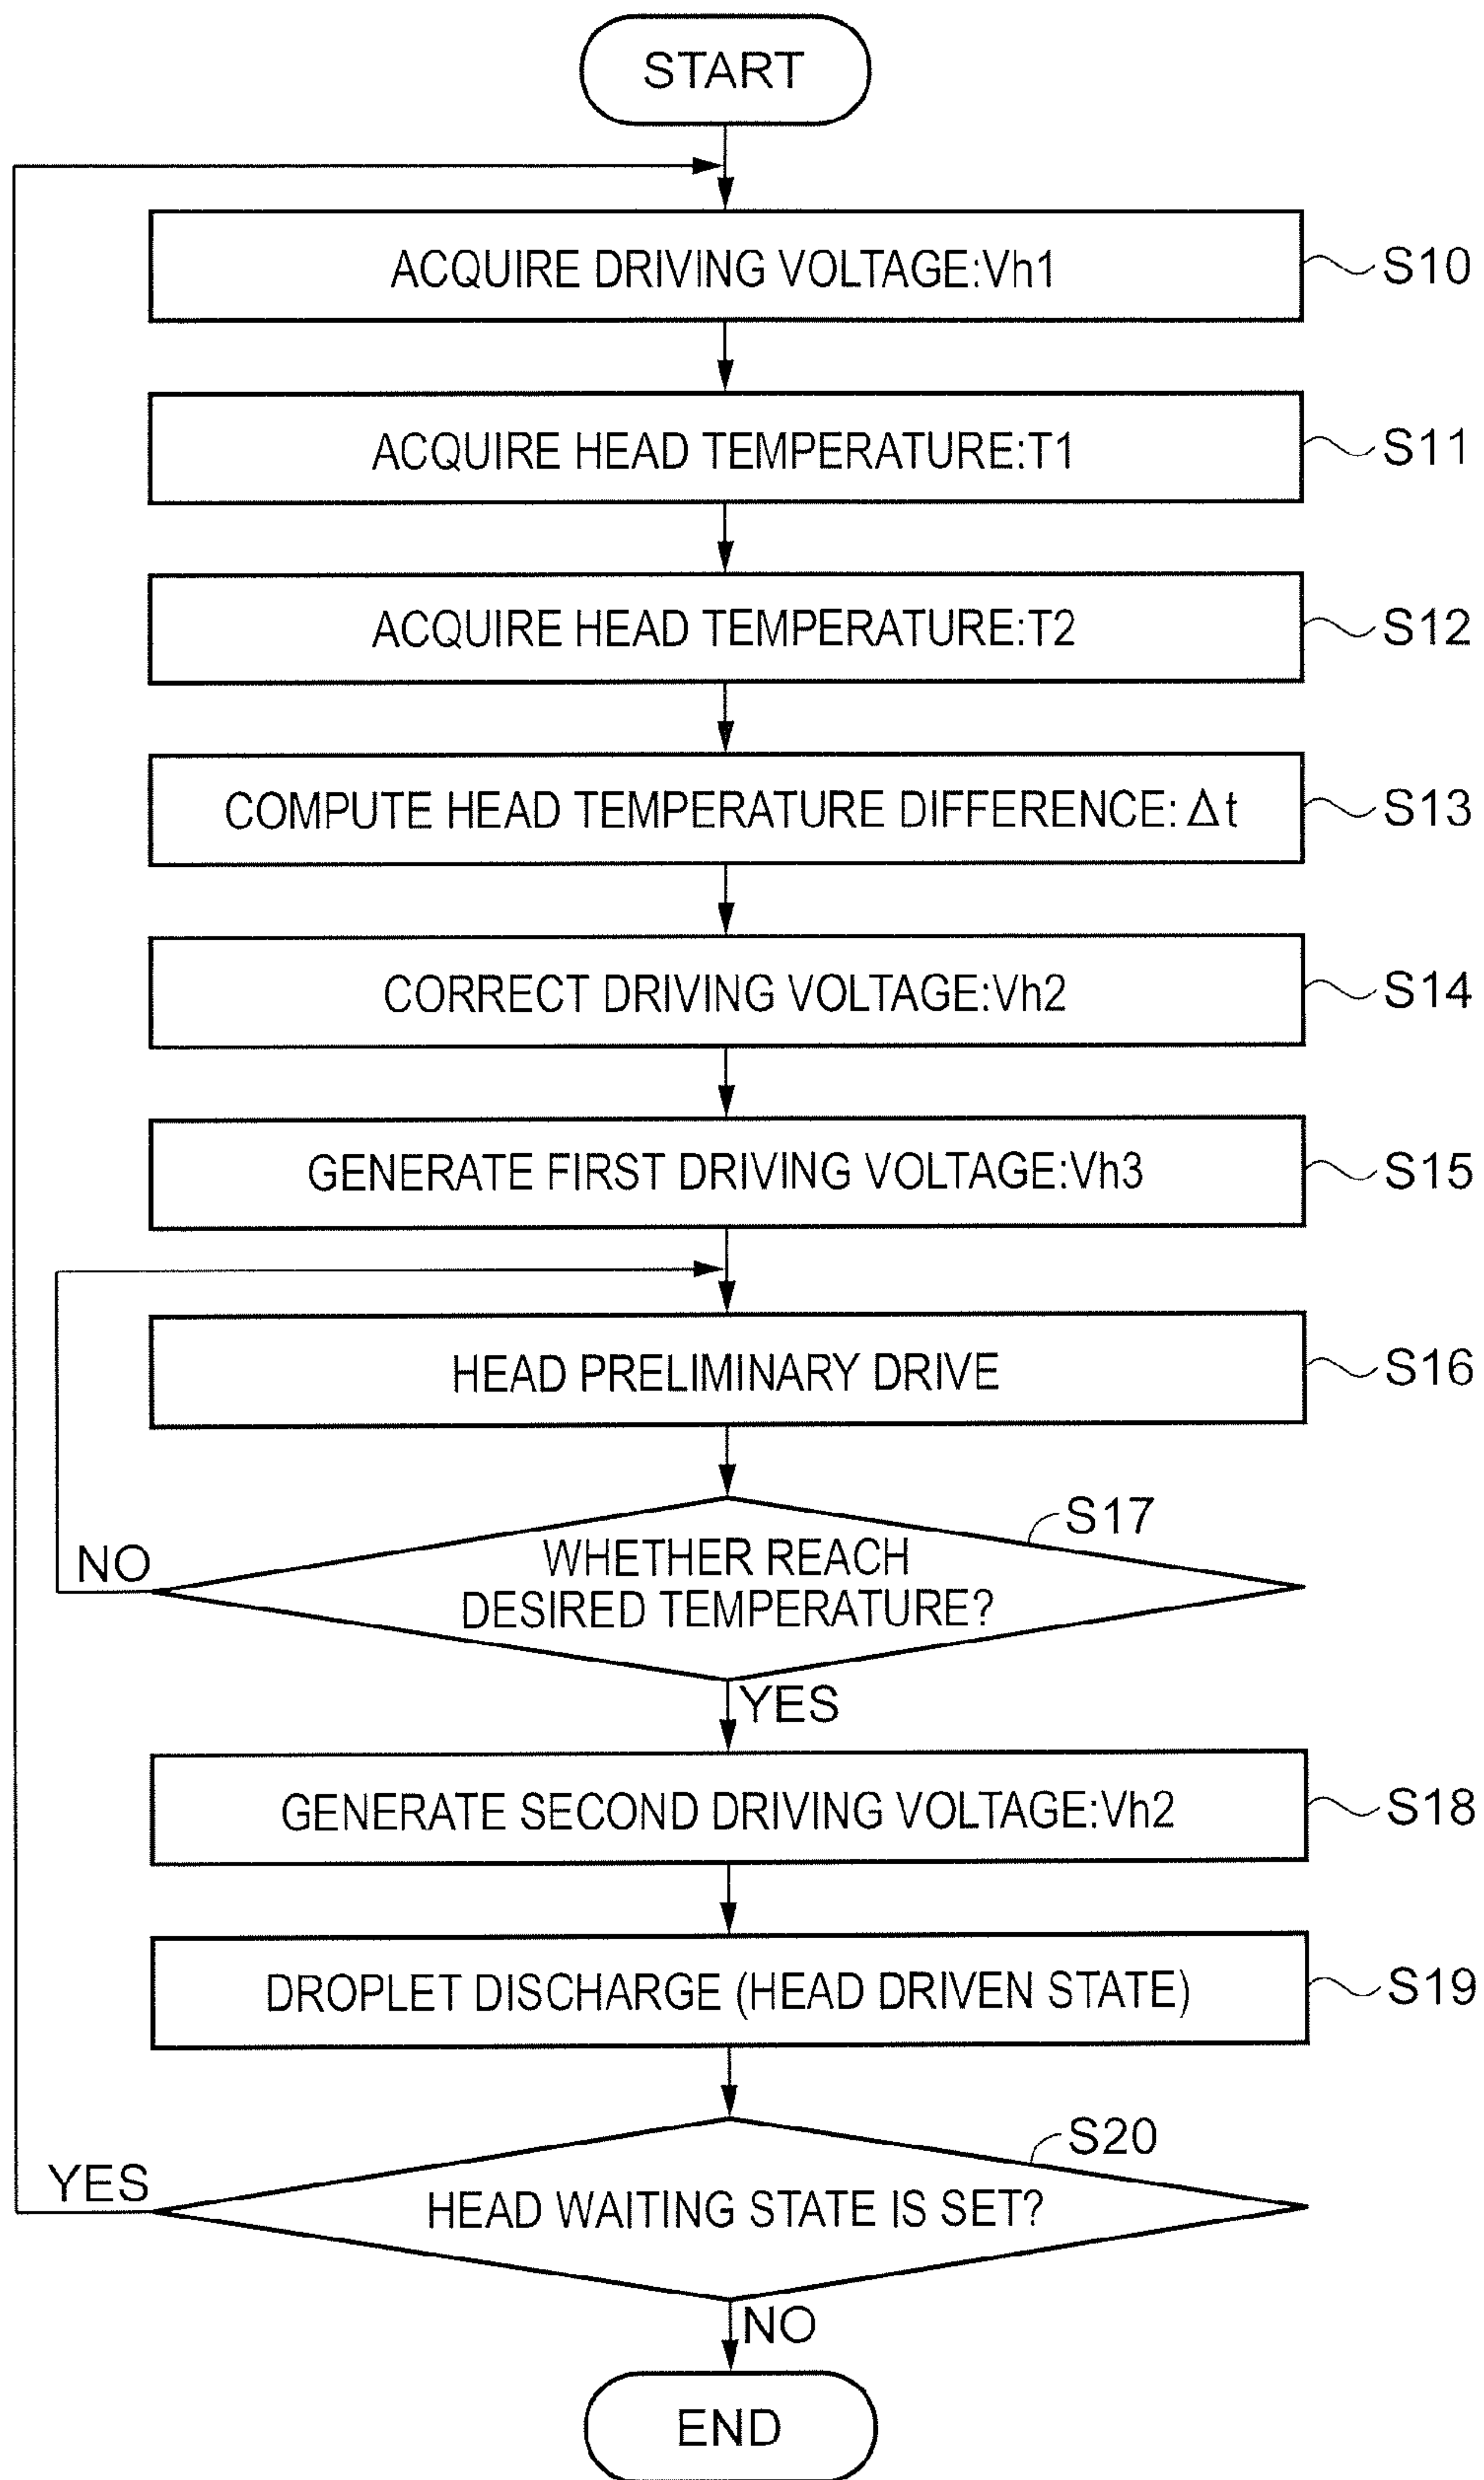 START
ACQUIRE DRIVING VOLTAGE:Vh1
S10
ACQUIRE HEAD TEMPERATURE:T1
S11
ACQUIRE HEAD TEMPERATURE:T2
S12
COMPUTE HEAD TEMPERATURE DIFFERENCE: Δt
S13
CORRECT DRIVING VOLTAGE:Vh2
S14
GENERATE FIRST DRIVING VOLTAGE:Vh3
S15
HEAD PRELIMINARY DRIVE
S16
S17
NO
WHETHER REACH
DESIRED TEMPERATURE?
YES
GENERATE SECOND DRIVING VOLTAGE:Vh2
S18
DROPLET DISCHARGE (HEAD DRIVEN STATE)
S19
S20
YES
HEAD WAITING STATE IS SET?
NO
END